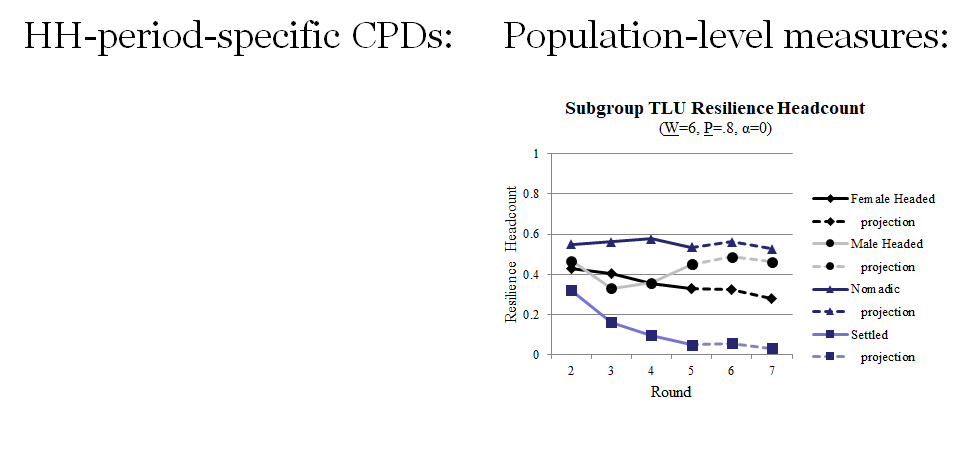 HH-period-specific CPDs:
Population-level measures:
Subgroup TLU Resilience Headcount
(W=6, P=.8, α=0)
Resilience Headcount
1
0.8
0.6
0.4
0.2
0
2 3 4 5 6 7
Round
Female Headed
projection
Male Headed
projection
Nomadic
projection
Settled
projection